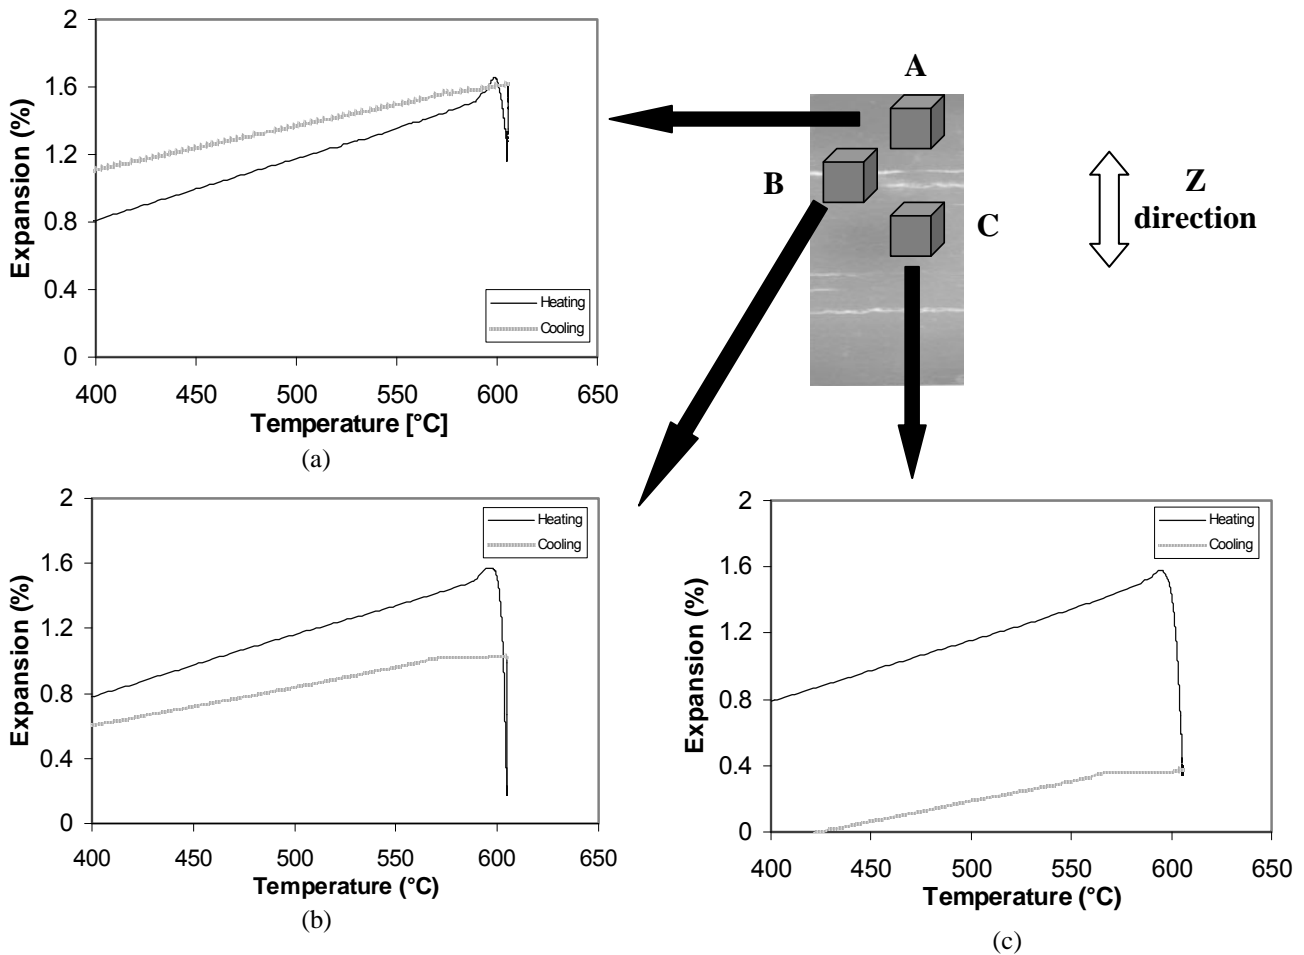 2
1.6
1.2
0.8
0.4
0
Expansion (%)
Heating
Cooling
400 450 500 550 600 650
Temperature [°C]
(a)
A
B
C
Z
direction
2
1.6
1.2
0.8
0.4
0
Expansion (%)
Heating
Cooling
400 450 500 550 600 650
Temperature (°C)
(b)
2
1.6
1.2
0.8
0.4
0
Expansion (%)
Heating
Cooling
400 450 500 550 600 650
Temperature (°C)
(c)